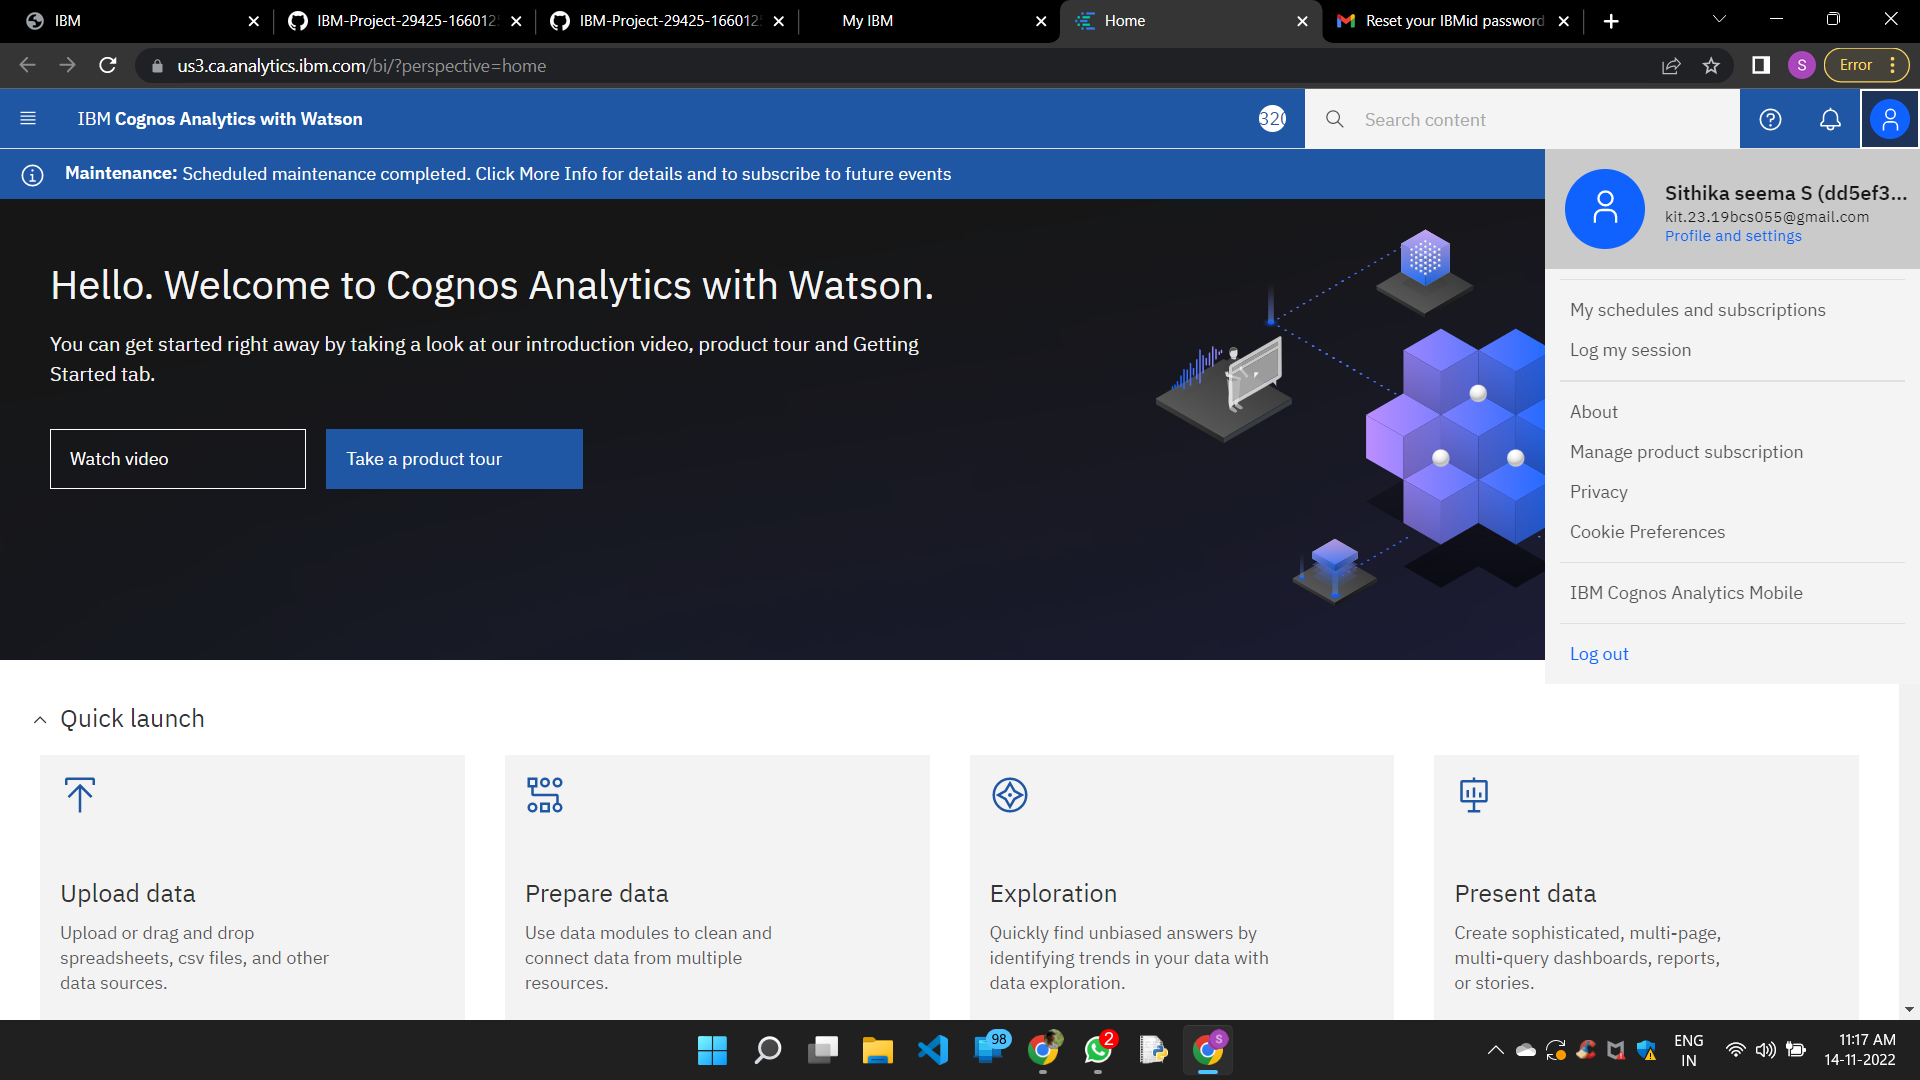 IBM
IBM-Project-29425-166012
IBM-Project-29425-166012
My IBM
Home
Reset your IBMid password
us3.ca.analytics.ibm.com/bi/?perspective=home
S
Error
IBM Cognos Analytics with Watson
320
Search content
Maintenance: Scheduled maintenance completed. Click More Info for details and to subscribe to future events
Sithika seema S (dd5ef3...
kit.23.19bcs055@gmail.com
Profile and settings
Hello. Welcome to Cognos Analytics with Watson.
You can get started right away by taking a look at our introduction video, product tour and Getting
Started tab.
Watch video
Take a product tour
My schedules and subscriptions
Log my session
About
Manage product subscription
Privacy
Cookie Preferences
IBM Cognos Analytics Mobile
Log out
Quick launch
Upload data
Upload or drag and drop
spreadsheets, csv files, and other
data sources.
Prepare data
Use data modules to clean and
connect data from multiple
resources.
Exploration
Quickly find unbiased answers by
identifying trends in your data with
data exploration.
Present data
Create sophisticated, multi-page,
multi-query dashboards, reports,
or stories.
98
2
S
ENG
IN
11:17 AM
14-11-2022